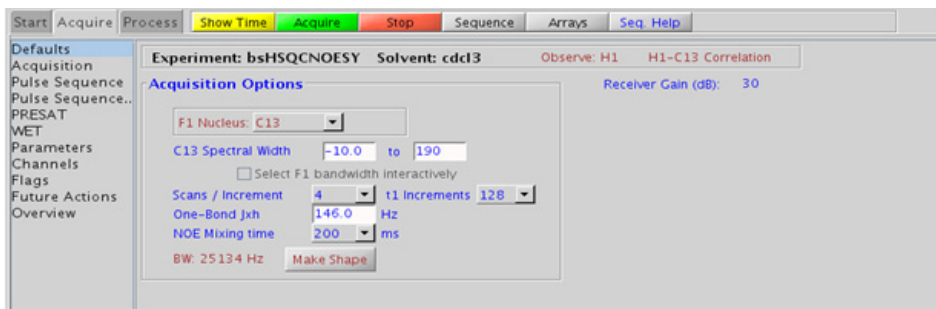 Start Acquire Process Show Time Acquire Stop Sequence Arrays Seq. Help
Defaults
Acquisition
Pulse Sequence
Pulse Sequence..
PRESAT
WET
Parameters
Channels
Flags
Future Actions
Overview
Experiment: bsHSQCNOESY Solvent: cdcl3 Observe: H1 H1-C13 Correlation
Acquisition Options Receiver Gain (dB): 30
F1 Nucleus: C13
C13 Spectral Width -10.0 to 190
Select F1 bandwidth interactively
Scans / Increment 4 t1 Increments 128
One-Bond Jxh 146.0 Hz
NOE Mixing time 200 ms
BW: 25134 Hz Make Shape